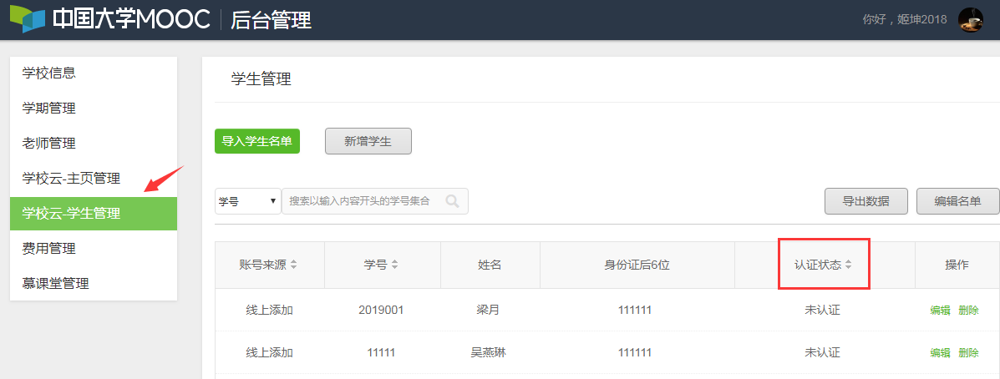 中国大学MOOC 后台管理
你好，姬坤2018
学校信息
学期管理
老师管理
学校云-主页管理
学校云-学生管理
费用管理
慕课堂管理
学生管理
导入学生名单 新增学生
学号 搜索以输入内容开头的学号集合 导出数据 编辑名单
账号来源 学号 姓名 身份证后6位 认证状态 操作
线上添加 2019001 梁月 111111 未认证 编辑 删除
线上添加 11111 吴燕琳 111111 未认证 编辑 删除